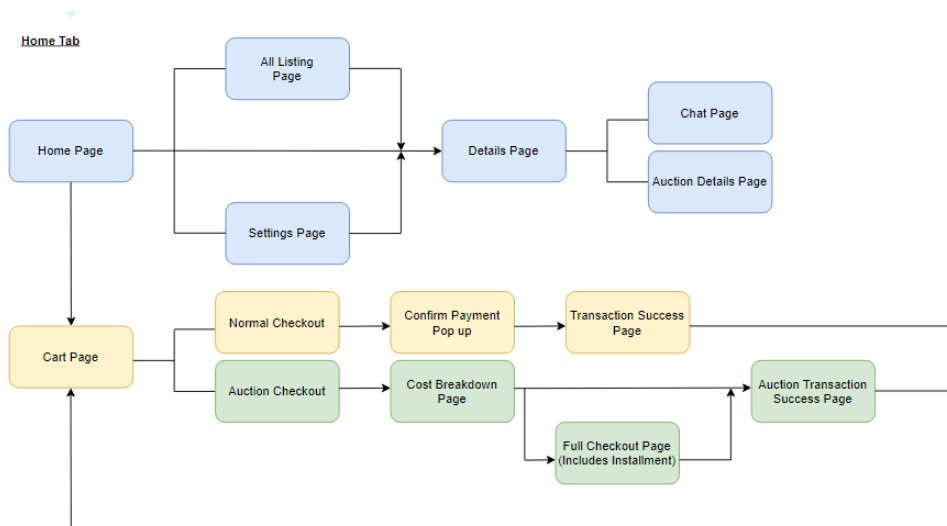 Home Tab
All Listing
Page
Home Page
Details Page
Chat Page
Auction Details Page
Settings Page
Cart Page
Normal Checkout
Confirm Payment
Pop up
Transaction Success
Page
Auction Checkout
Cost Breakdown
Page
Auction Transaction
Success Page
Full Checkout Page
(Includes Installment)